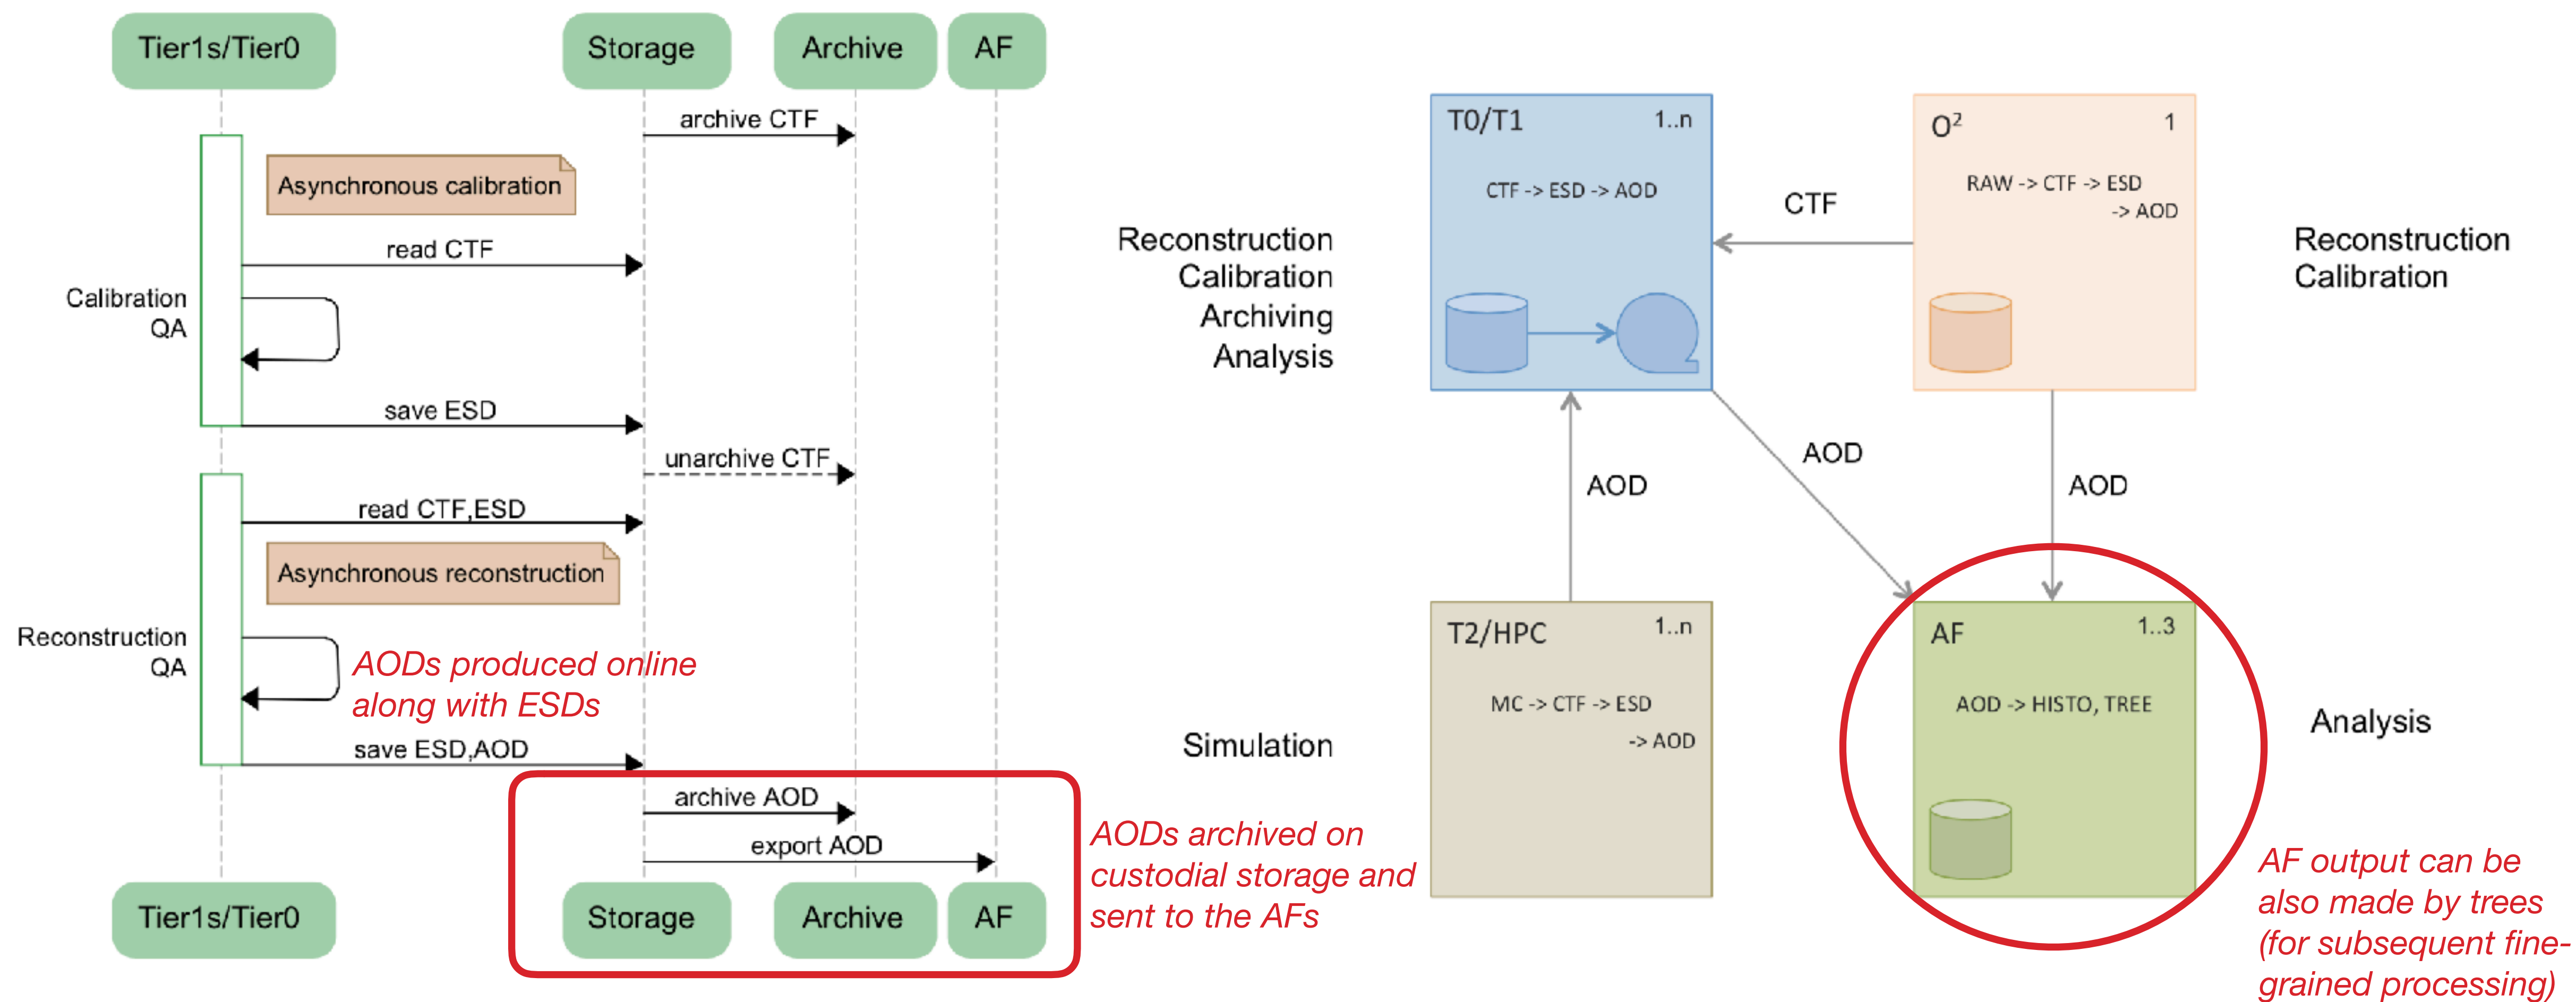 Tier1s/Tier0
Storage
Archive
AF
archive CTF
Asynchronous calibration
read CTF
Calibration
QA
save ESD
unarchive CTF
read CTF,ESD
Asynchronous reconstruction
Reconstruction
QA
AODs produced online
along with ESDs
save ESD,AOD
archive AOD
export AOD
AODs archived on
custodial storage and
sent to the AFs
Tier1s/Tier0
Storage
Archive
AF
Reconstruction
Calibration
Archiving
Analysis
T0/T1
1..n
CTF -> ESD -> AOD
CTF
O²
1
RAW -> CTF -> ESD
-> AOD
Reconstruction
Calibration
AOD
AOD
AOD
Simulation
T2/HPC
1..n
MC -> CTF -> ESD
-> AOD
AF
1..3
AOD -> HISTO, TREE
Analysis
AF output can be
also made by trees
(for subsequent fine-
grained processing)